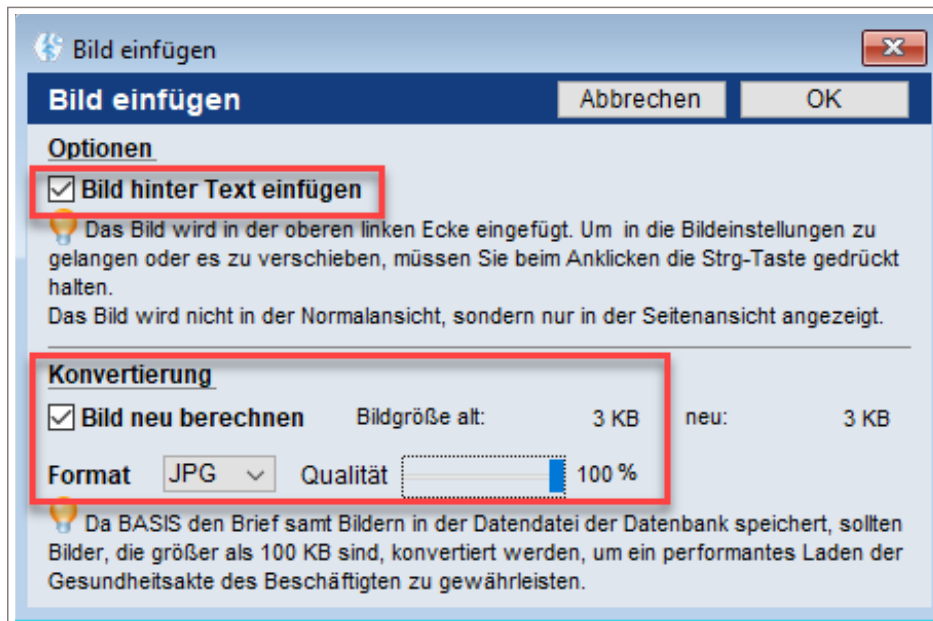 Bild einfügen
Bild einfügen Abbrechen OK
Optionen
Bild hinter Text einfügen
Das Bild wird in der oberen linken Ecke eingefügt. Um in die Bildeinstellungen zu
gelangen oder es zu verschieben, müssen Sie beim Anklicken die Strg-Taste gedrückt
halten.
Das Bild wird nicht in der Normalansicht, sondern nur in der Seitenansicht angezeigt.
Konvertierung
Bild neu berechnen Bildgröße alt: 3 KB neu: 3 KB
Format JPG Qualität 100 %
Da BASIS den Brief samt Bildern in der Datendatei der Datenbank speichert, sollten
Bilder, die größer als 100 KB sind, konvertiert werden, um ein performantes Laden der
Gesundheitsakte des Beschäftigten zu gewährleisten.